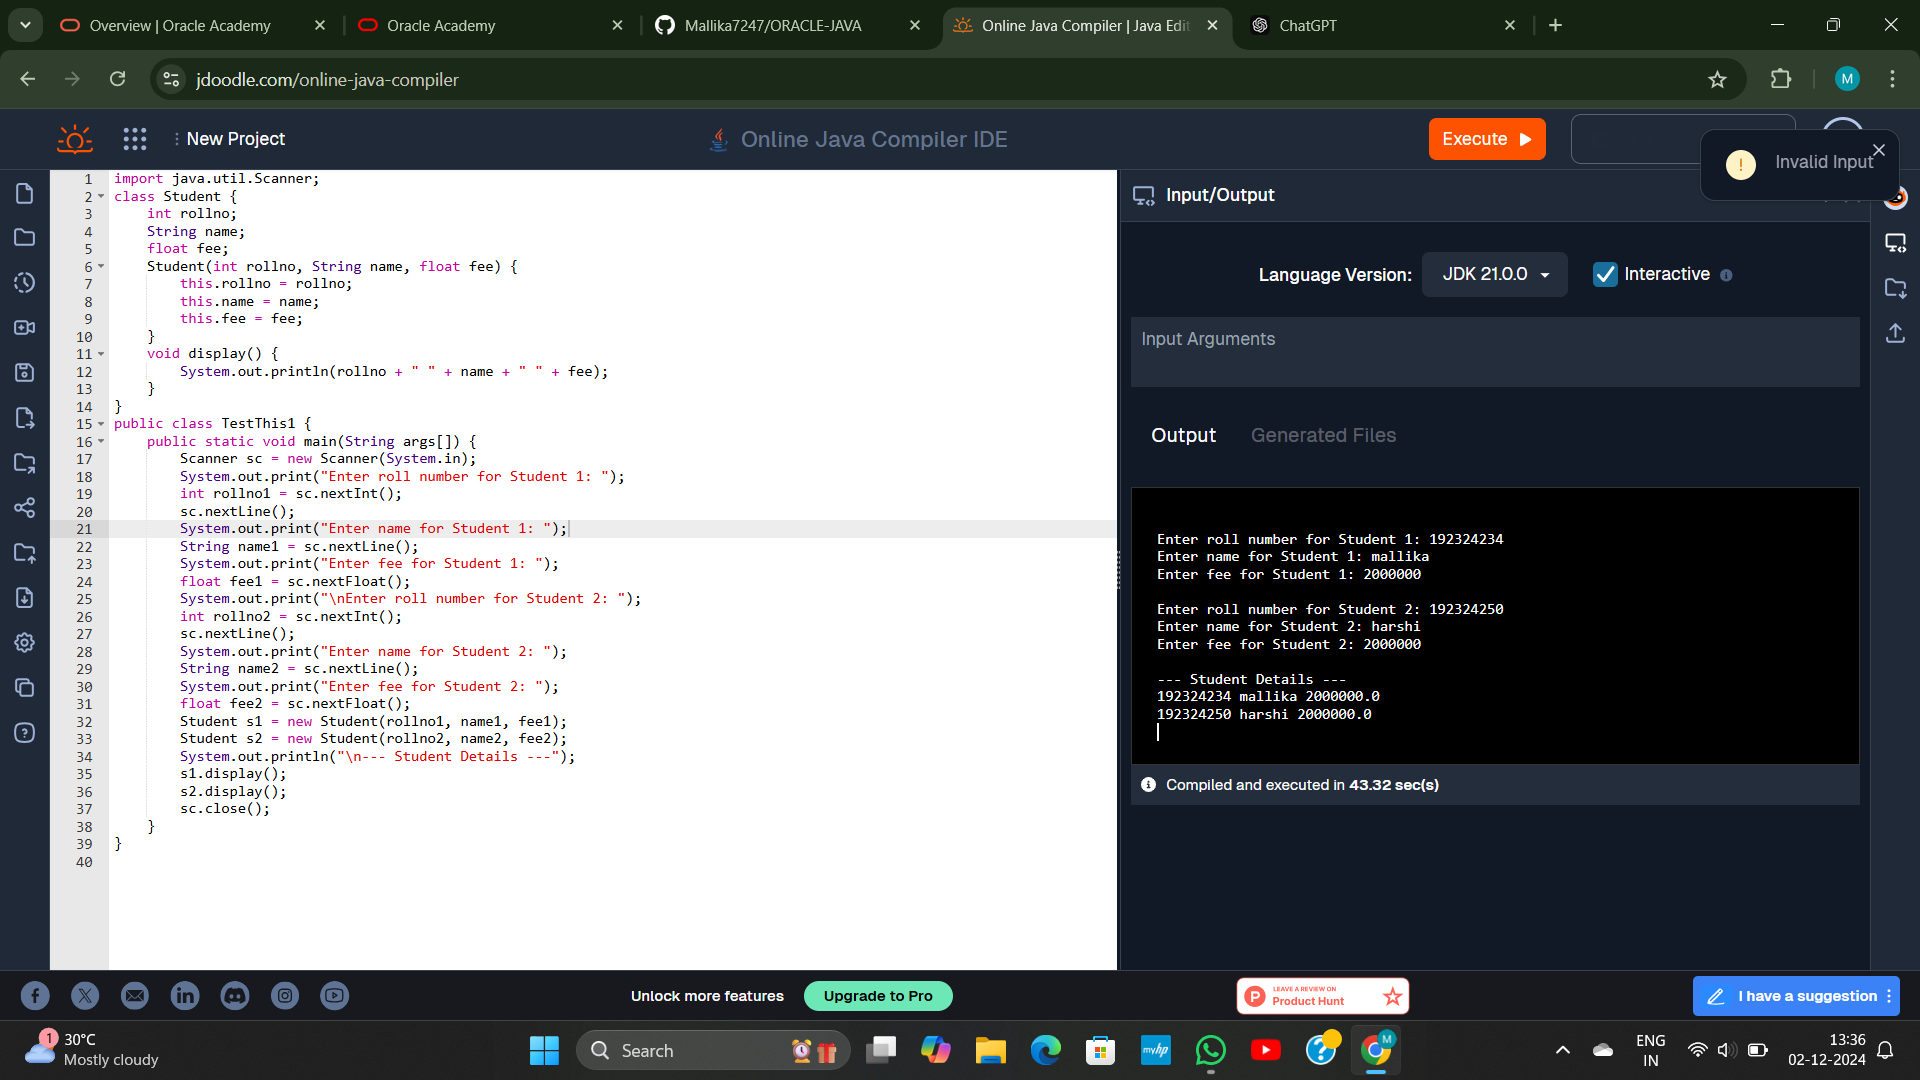 Overview | Oracle Academy
Oracle Academy
Mallika7247/ORACLE-JAVA
Online Java Compiler | Java Edit
ChatGPT
jdoodle.com/online-java-compiler
M
New Project
Online Java Compiler IDE
Execute
Invalid Input
1 import java.util.Scanner;
2 class Student {
3     int rollno;
4     String name;
5     float fee;
6     Student(int rollno, String name, float fee) {
7         this.rollno = rollno;
8         this.name = name;
9         this.fee = fee;
10     }
11     void display() {
12         System.out.println(rollno + " " + name + " " + fee);
13     }
14 }
15 public class TestThis1 {
16     public static void main(String args[]) {
17         Scanner sc = new Scanner(System.in);
18         System.out.print("Enter roll number for Student 1: ");
19         int rollno1 = sc.nextInt();
20         sc.nextLine();
21         System.out.print("Enter name for Student 1: ");
22         String name1 = sc.nextLine();
23         System.out.print("Enter fee for Student 1: ");
24         float fee1 = sc.nextFloat();
25         System.out.print("\nEnter roll number for Student 2: ");
26         int rollno2 = sc.nextInt();
27         sc.nextLine();
28         System.out.print("Enter name for Student 2: ");
29         String name2 = sc.nextLine();
30         System.out.print("Enter fee for Student 2: ");
31         float fee2 = sc.nextFloat();
32         Student s1 = new Student(rollno1, name1, fee1);
33         Student s2 = new Student(rollno2, name2, fee2);
34         System.out.println("\n--- Student Details ---");
35         s1.display();
36         s2.display();
37         sc.close();
38     }
39 }
40
Input/Output
Language Version: JDK 21.0.0 Interactive
Input Arguments
Output Generated Files
Enter roll number for Student 1: 192324234
Enter name for Student 1: mallika
Enter fee for Student 1: 2000000
Enter roll number for Student 2: 192324250
Enter name for Student 2: harshi
Enter fee for Student 2: 2000000
--- Student Details ---
192324234 mallika 2000000.0
192324250 harshi 2000000.0
Compiled and executed in 43.32 sec(s)
Unlock more features
Upgrade to Pro
LEAVE A REVIEW ON
Product Hunt
I have a suggestion
1
30°C
Mostly cloudy
Search
myhp
M
ENG
IN
13:36
02-12-2024